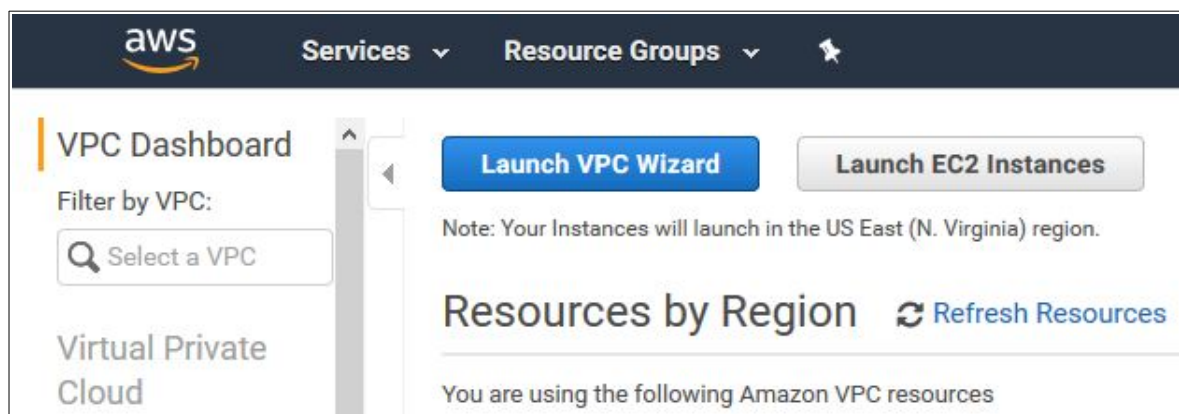 aws Services Resource Groups
VPC Dashboard
Filter by VPC:
Select a VPC
Virtual Private
Cloud
Launch VPC Wizard Launch EC2 Instances
Note: Your Instances will launch in the US East (N. Virginia) region.
Resources by Region Refresh Resources
You are using the following Amazon VPC resources